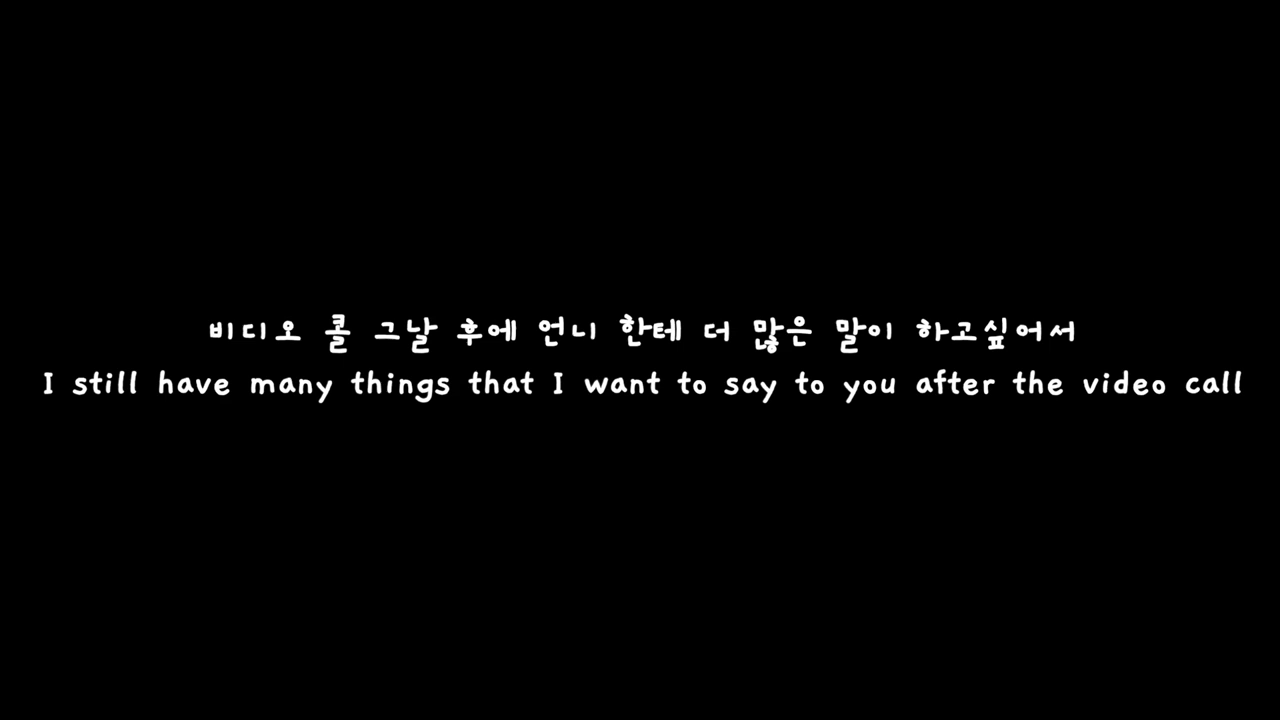 비디오 콜 그날 후에 언니 한테 더 많은 말이 하고싶어서
I still have many things that I want to say to you after the video call